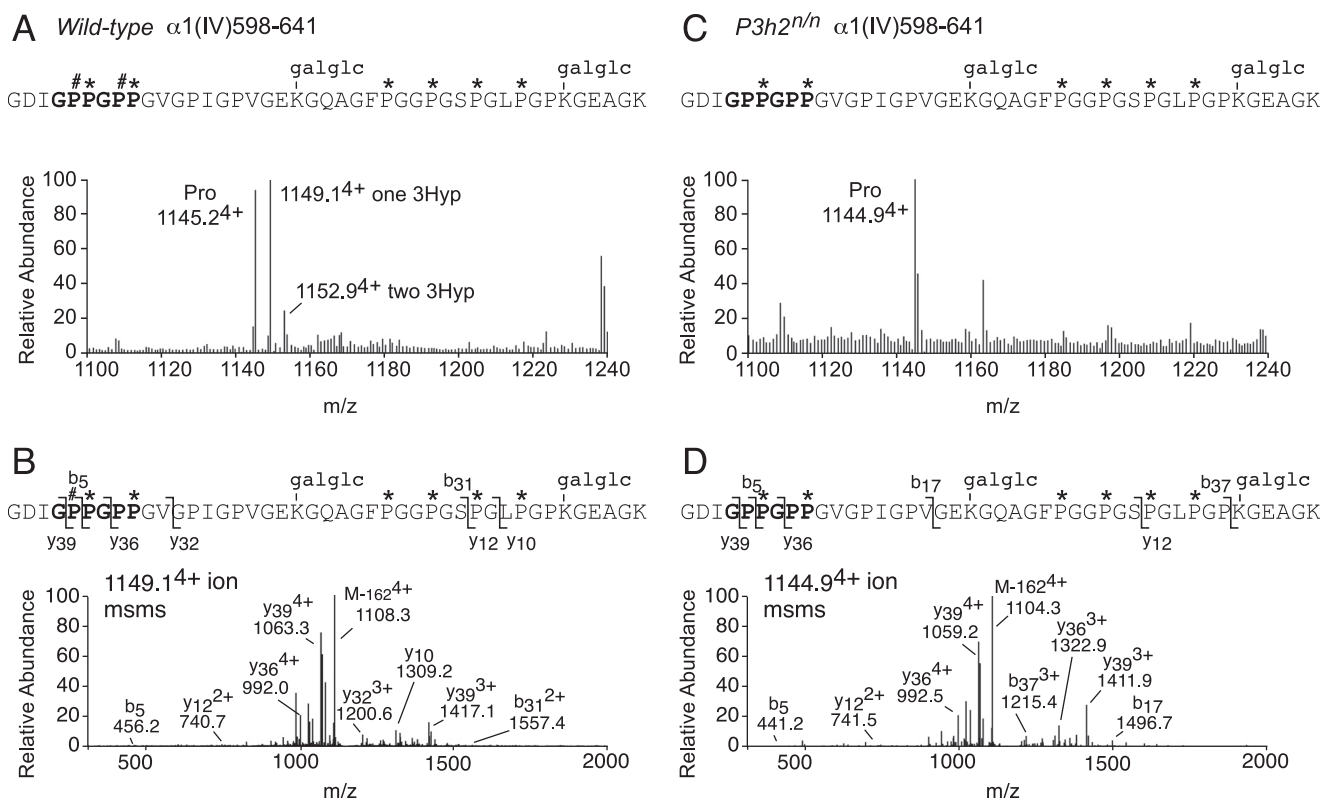 A Wild-type α1(IV)598-641
galglc galglc
# * # * * * * *
GDIGPPGPPGVGPIGPVGEKGQAGFPGGPGSPGLPGPKGEAGK
Relative Abundance
100
80
60
40
20
0
Pro
1145.2⁴⁺
1149.1⁴⁺ one 3Hyp
1152.9⁴⁺ two 3Hyp
1100 1120 1140 1160 1180 1200 1220 1240
m/z
C P3h2ⁿ/ⁿ α1(IV)598-641
galglc galglc
* * * * * *
GDIGPPGPPGVGPIGPVGEKGQAGFPGGPGSPGLPGPKGEAGK
Relative Abundance
100
80
60
40
20
0
Pro
1144.9⁴⁺
1100 1120 1140 1160 1180 1200 1220 1240
m/z
B
b5 galglc b31 galglc
# * * * * * *
GDIGPPGPPGVGPIGPVGEKGQAGFPGGPGSPGLPGPKGEAGK
y39 y36 y32 y12 y10
1149.1⁴⁺ ion
msms
Relative Abundance
100
80
60
40
20
0
b5
456.2
y12²⁺
740.7
y36⁴⁺
992.0
y39⁴⁺
1063.3
M-162⁴⁺
1108.3
y32³⁺
1200.6
y10
1309.2
y39³⁺
1417.1
b31²⁺
1557.4
500 1000 1500 2000
m/z
D
b5 b17 galglc b37 galglc
* * * * * *
GDIGPPGPPGVGPIGPVGEKGQAGFPGGPGSPGLPGPKGEAGK
y39 y36 y12
1144.9⁴⁺ ion
msms
Relative Abundance
100
80
60
40
20
0
b5
441.2
y12²⁺
741.5
y36⁴⁺
992.5
y39⁴⁺
1059.2
M-162⁴⁺
1104.3
b37³⁺
1215.4
y36³⁺
1322.9
y39³⁺
1411.9
b17
1496.7
500 1000 1500 2000
m/z